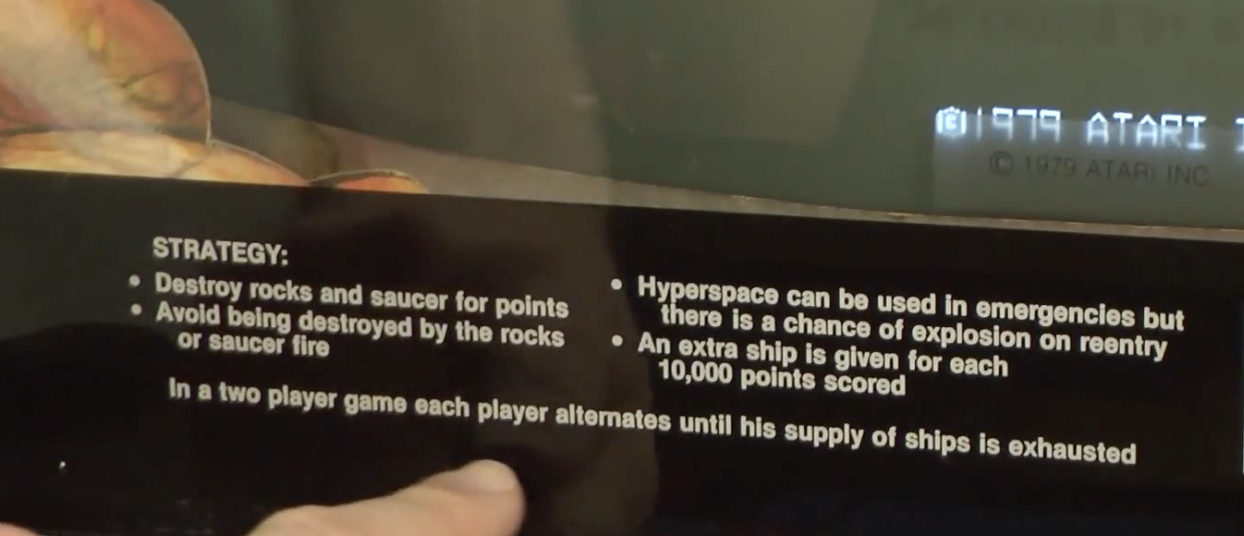 ©1979 ATARI
© 1979 ATARI INC
STRATEGY:
• Destroy rocks and saucer for points
• Avoid being destroyed by the rocks
or saucer fire
• Hyperspace can be used in emergencies but
there is a chance of explosion on reentry
• An extra ship is given for each
10,000 points scored
In a two player game each player alternates until his supply of ships is exhausted